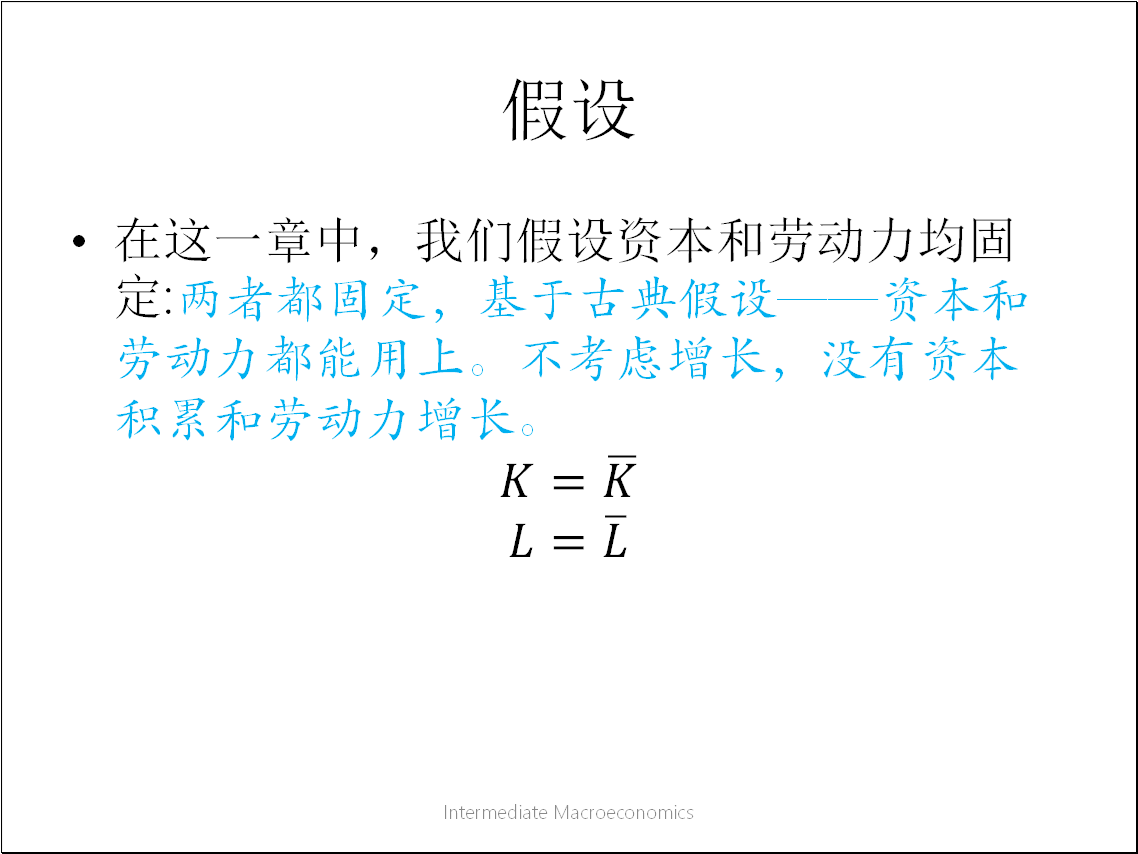 假设
• 在这一章中，我们假设资本和劳动力均固
定:两者都固定，基于古典假设——资本和
劳动力都能用上。不考虑增长，没有资本
积累和劳动力增长。
K = K̅
L = L̅
Intermediate Macroeconomics